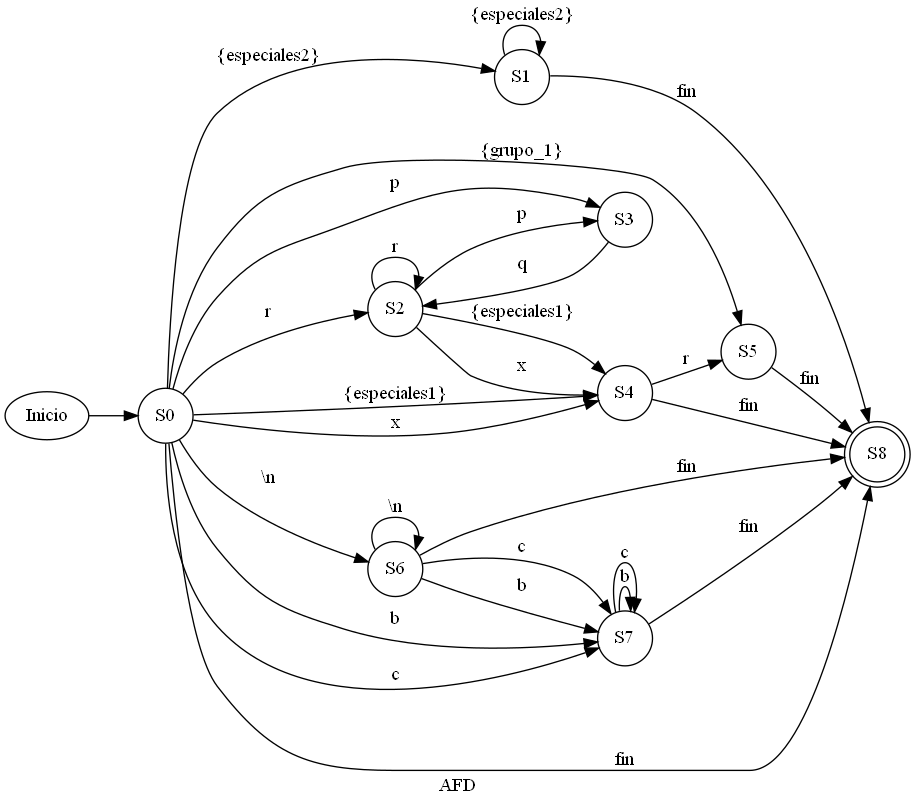 {especiales2}
S1
{especiales2}
fin
{grupo_1}
p
S3
p
r
q
r
S2
{especiales1}
x
S5
r
fin
{especiales1}
S4
fin
x
Inicio
S0
S8
\n
fin
\n
S6
c
b
c
b
fin
b
S7
c
fin
AFD